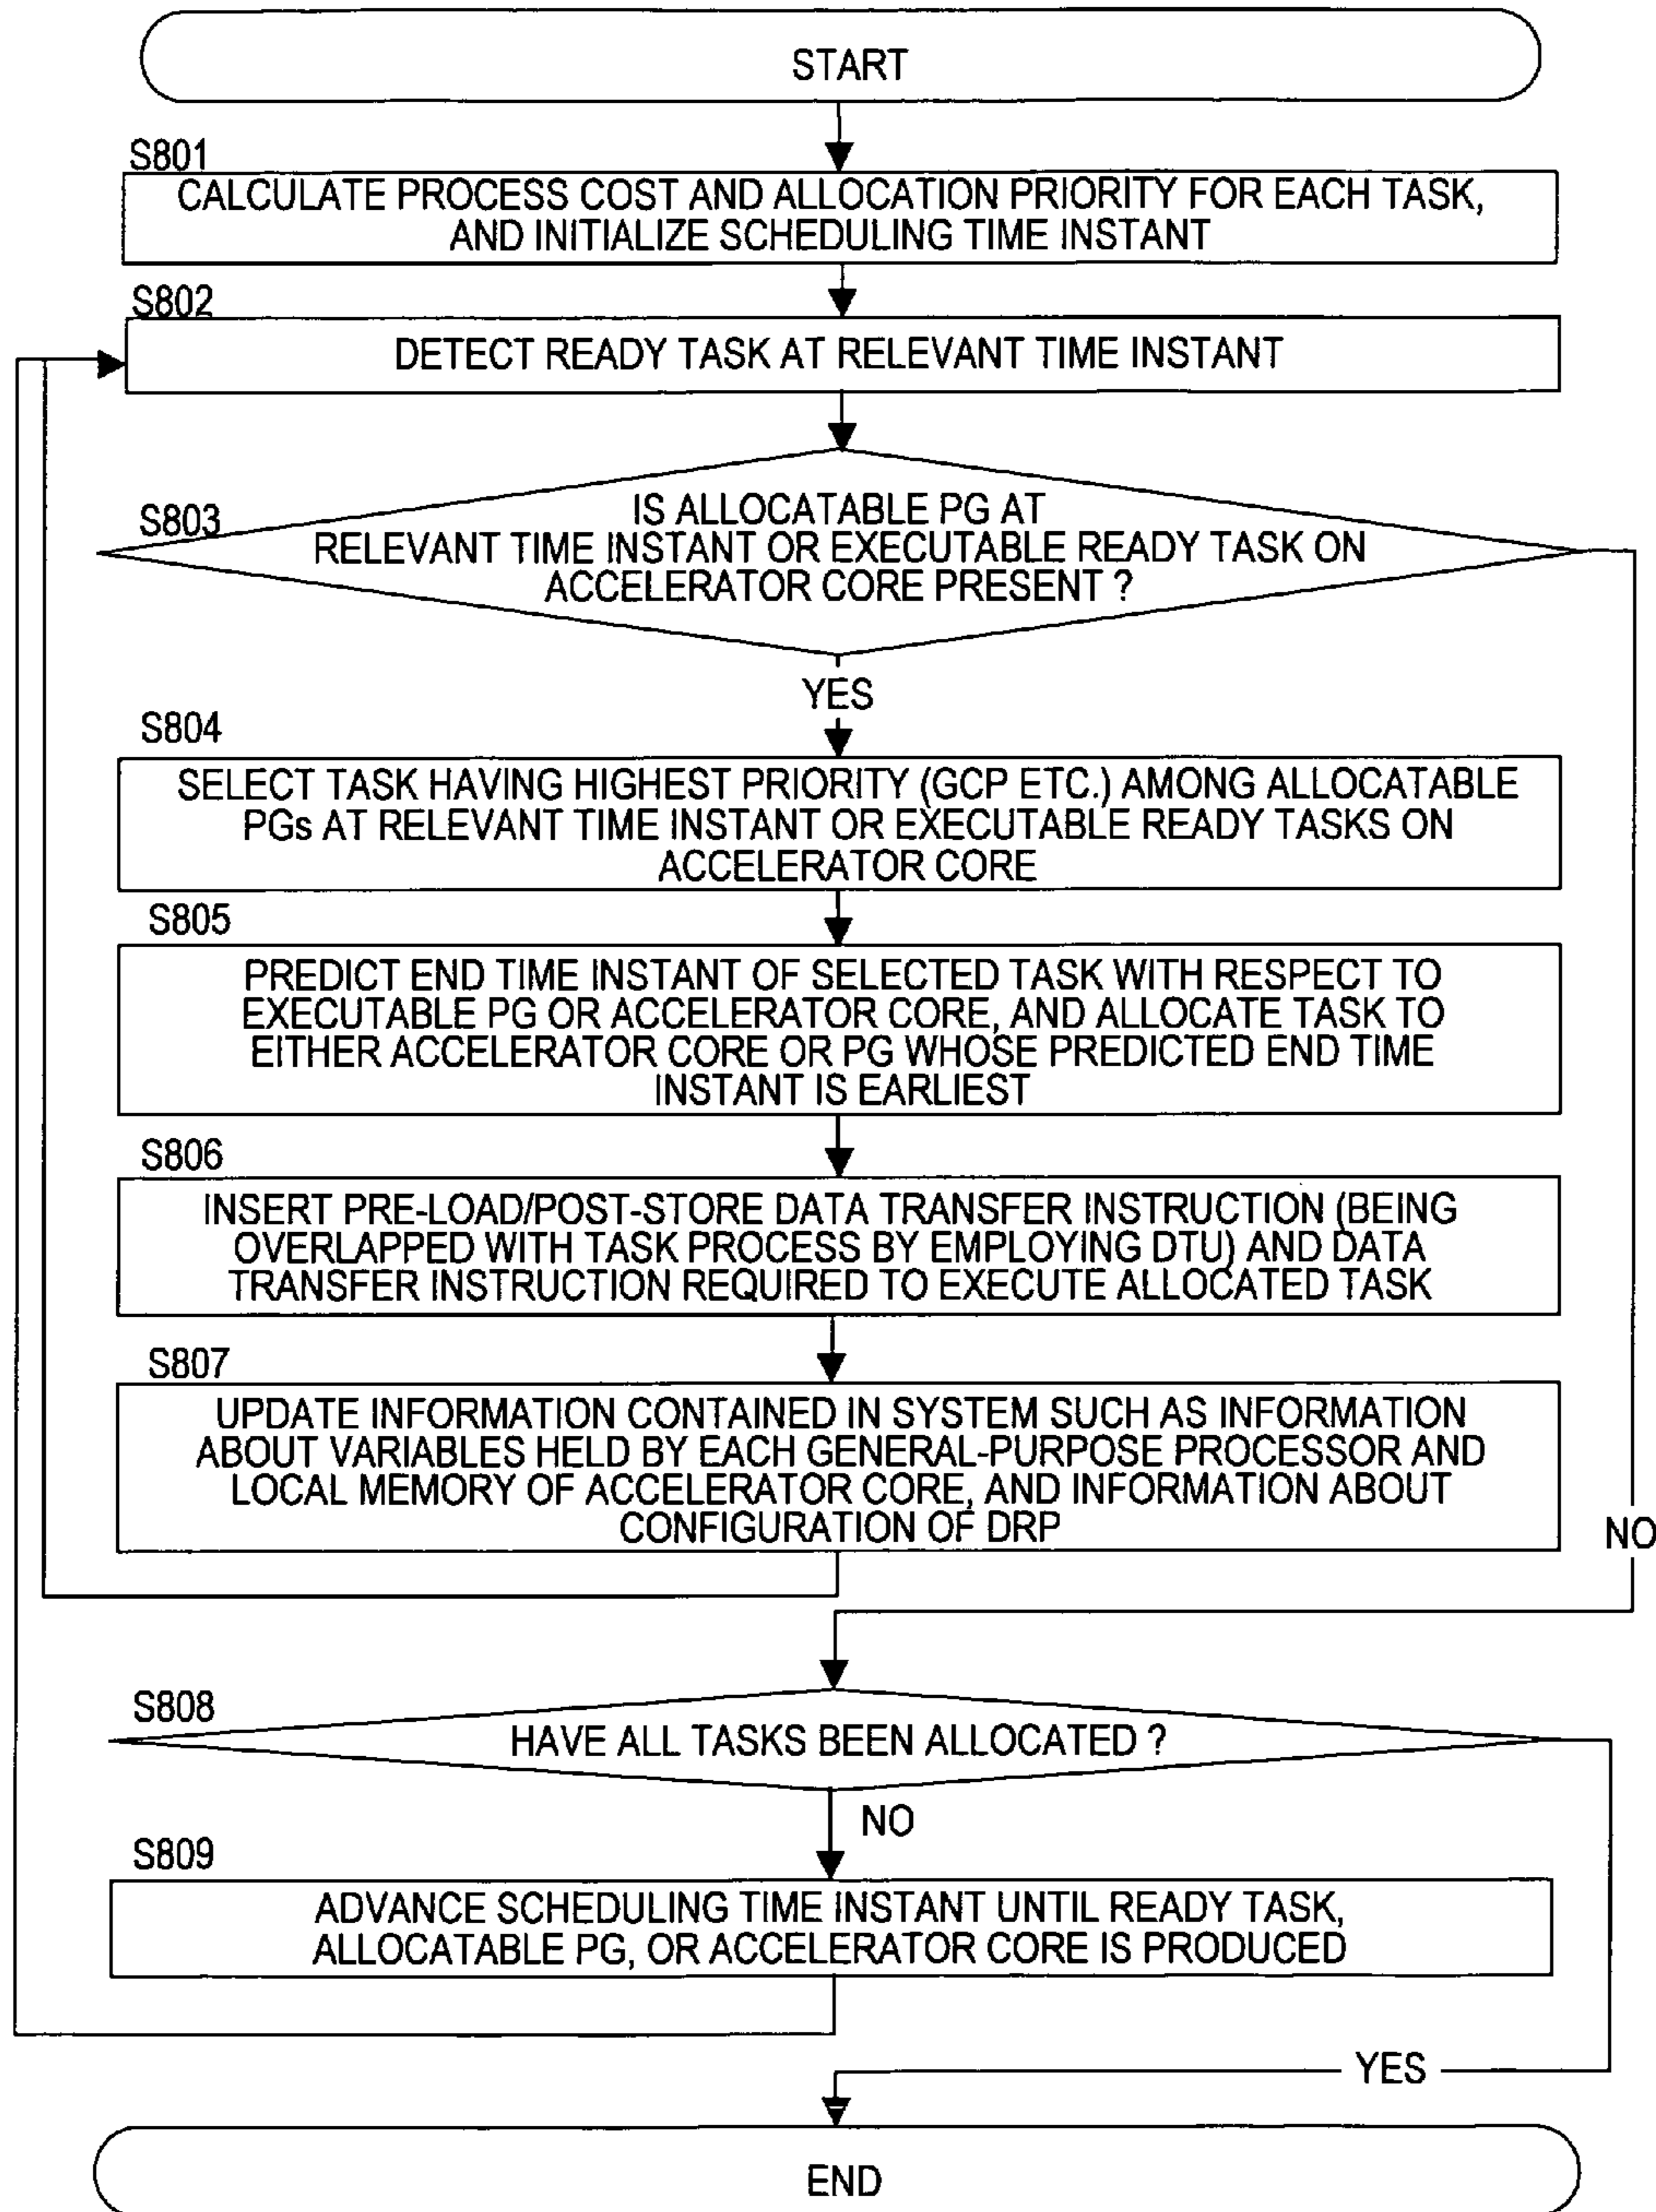 START
S801
CALCULATE PROCESS COST AND ALLOCATION PRIORITY FOR EACH TASK,
AND INITIALIZE SCHEDULING TIME INSTANT
S802
DETECT READY TASK AT RELEVANT TIME INSTANT
S803
IS ALLOCATABLE PG AT
RELEVANT TIME INSTANT OR EXECUTABLE READY TASK ON
ACCELERATOR CORE PRESENT ?
YES
S804
SELECT TASK HAVING HIGHEST PRIORITY (GCP ETC.) AMONG ALLOCATABLE
PGs AT RELEVANT TIME INSTANT OR EXECUTABLE READY TASKS ON
ACCELERATOR CORE
S805
PREDICT END TIME INSTANT OF SELECTED TASK WITH RESPECT TO
EXECUTABLE PG OR ACCELERATOR CORE, AND ALLOCATE TASK TO
EITHER ACCELERATOR CORE OR PG WHOSE PREDICTED END TIME
INSTANT IS EARLIEST
S806
INSERT PRE-LOAD/POST-STORE DATA TRANSFER INSTRUCTION (BEING
OVERLAPPED WITH TASK PROCESS BY EMPLOYING DTU) AND DATA
TRANSFER INSTRUCTION REQUIRED TO EXECUTE ALLOCATED TASK
S807
UPDATE INFORMATION CONTAINED IN SYSTEM SUCH AS INFORMATION
ABOUT VARIABLES HELD BY EACH GENERAL-PURPOSE PROCESSOR AND
LOCAL MEMORY OF ACCELERATOR CORE, AND INFORMATION ABOUT
CONFIGURATION OF DRP
NO
S808
HAVE ALL TASKS BEEN ALLOCATED ?
NO
S809
ADVANCE SCHEDULING TIME INSTANT UNTIL READY TASK,
ALLOCATABLE PG, OR ACCELERATOR CORE IS PRODUCED
YES
END